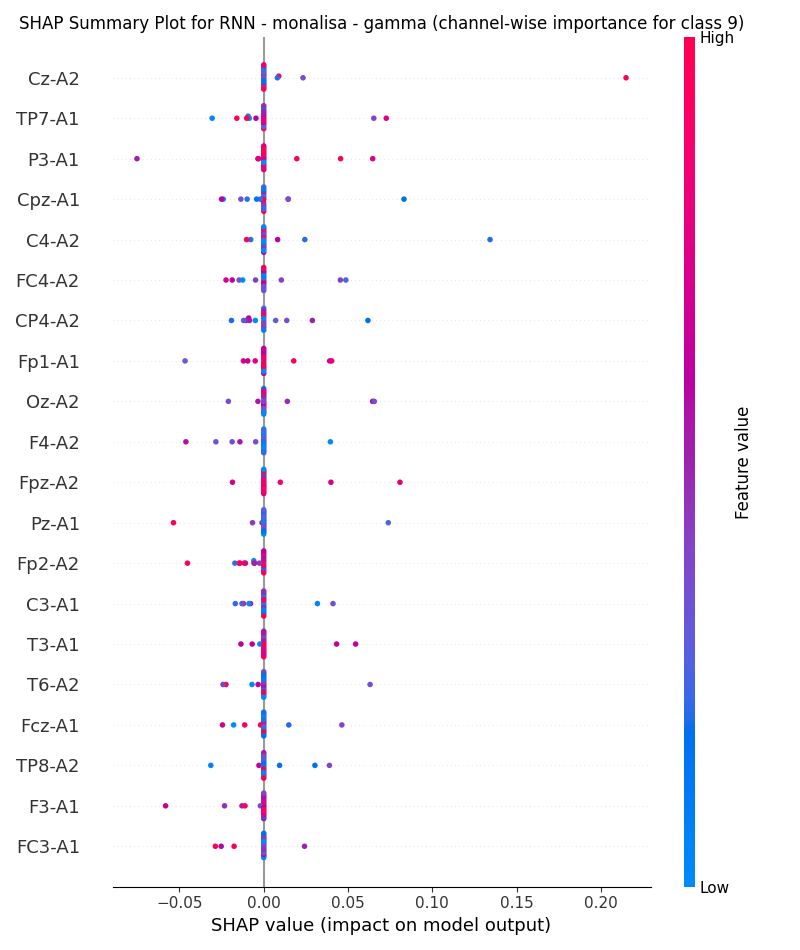 SHAP Summary Plot for RNN - monalisa - gamma (channel-wise importance for class 9)
High
Cz-A2
TP7-A1
P3-A1
Cpz-A1
C4-A2
FC4-A2
CP4-A2
Fp1-A1
Oz-A2
F4-A2
Fpz-A2
Pz-A1
Fp2-A2
C3-A1
T3-A1
T6-A2
Fcz-A1
TP8-A2
F3-A1
FC3-A1
Feature value
Low
−0.05 0.00 0.05 0.10 0.15 0.20
SHAP value (impact on model output)